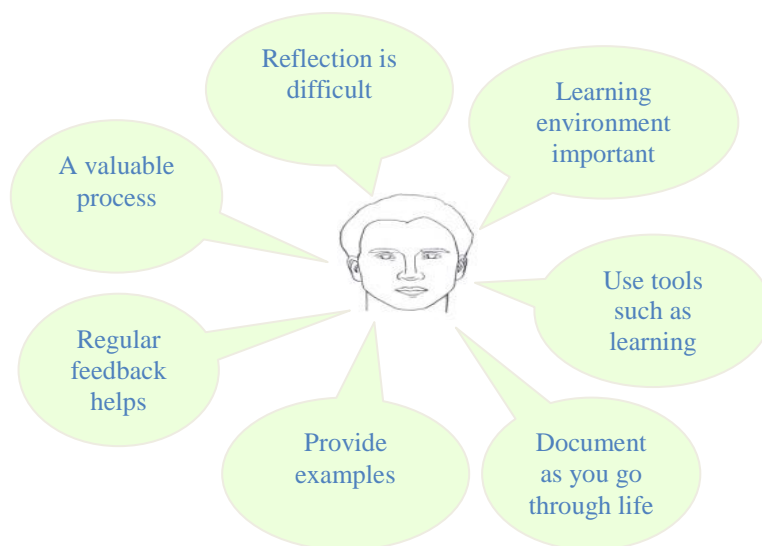 Reflection is
difficult
Learning
environment
important
A valuable
process
Use tools
such as
learning
Regular
feedback
helps
Provide
examples
Document
as you go
through life